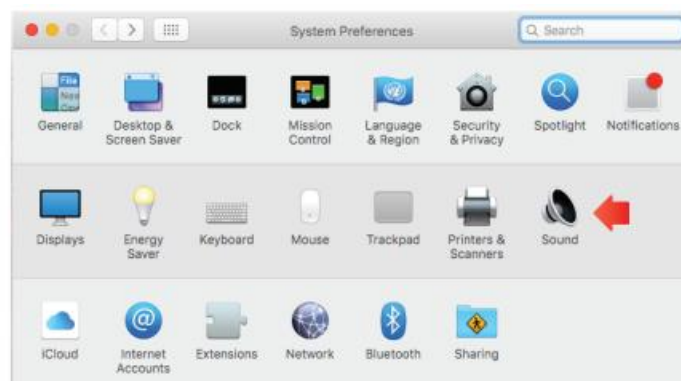 System Preferences
Search
General
Desktop &
Screen Saver
Dock
Mission
Control
Language
& Region
Security
& Privacy
Spotlight
Notifications
Displays
Energy
Saver
Keyboard
Mouse
Trackpad
Printers &
Scanners
Sound
iCloud
Internet
Accounts
Extensions
Network
Bluetooth
Sharing